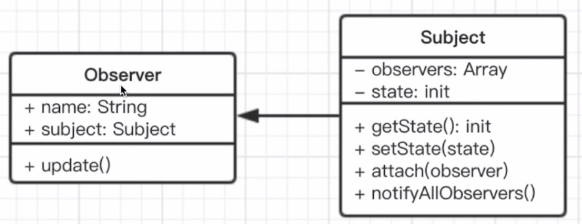 Observer
+ name: String
+ subject: Subject
+ update()
Subject
– observers: Array
– state: init
+ getState(): init
+ setState(state)
+ attach(observer)
+ notifyAllObservers()